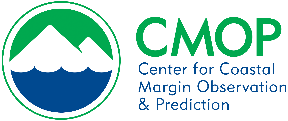 CMOP
Center for Coastal
Margin Observation
& Prediction